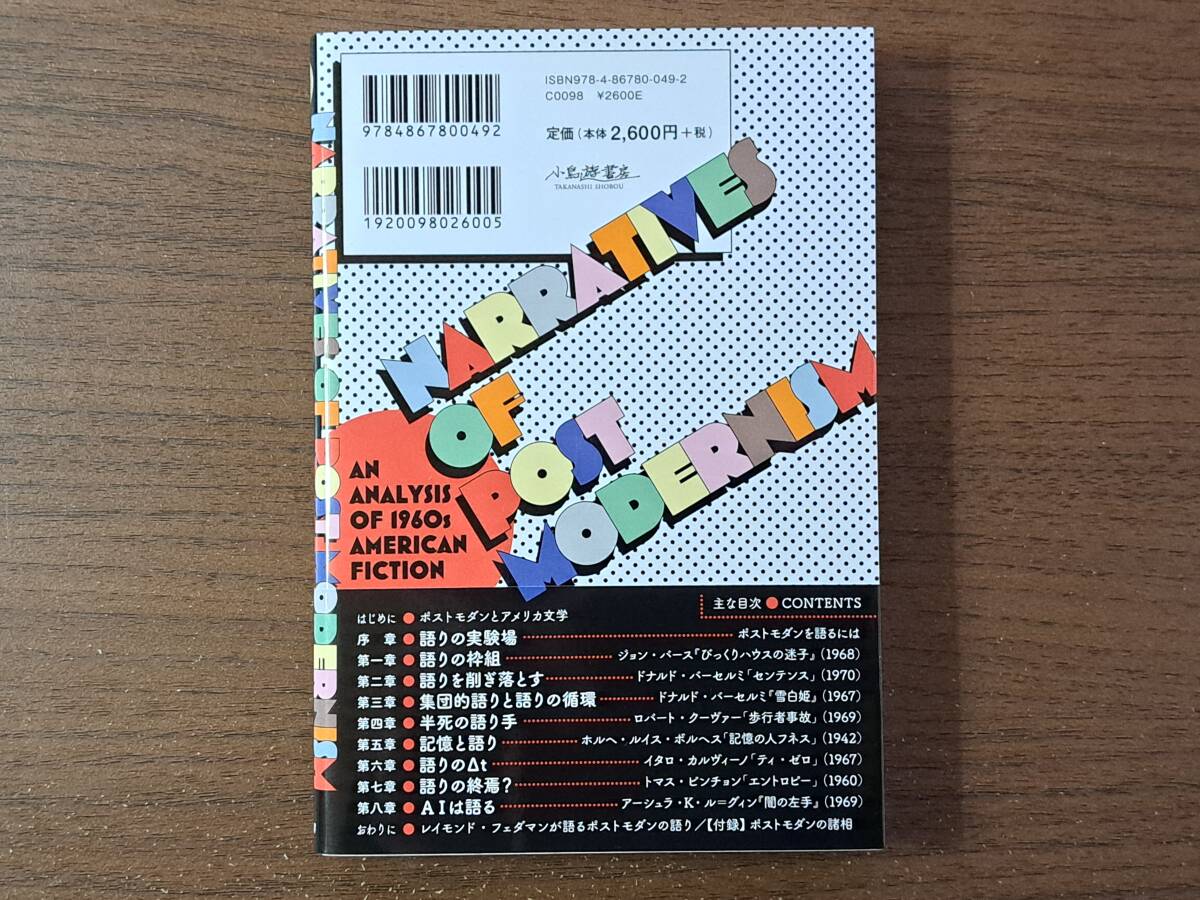 NARRATIVES OF POST MODERNISM
ISBN978-4-86780-049-2
C0098 ¥2600E
9784867800492
定価(本体2,600円+税)
小鳥遊書房
TAKANASHI SHOBOU
1920098026005
NARRATIVES
OF
POST
MODERNISM
AN
ANALYSIS
OF 1960s
AMERICAN
FICTION
主な目次●CONTENTS
はじめに●ポストモダンとアメリカ文学
序章●語りの実験場 ポストモダンを語るには
第一章●語りの枠組 ジョン・バース『びっくりハウスの迷子』(1968)
第二章●語りを削ぎ落とす ドナルド・バーセルミ「センテンス」(1970)
第三章●集団的語りと語りの循環 ドナルド・バーセルミ『雪白姫』(1967)
第四章●半死の語り手 ロバート・クーヴァー「歩行者事故」(1969)
第五章●記憶と語り ホルヘ・ルイス・ボルヘス「記憶の人フネス」(1942)
第六章●語りのΔt イタロ・カルヴィーノ「ティ・ゼロ」(1967)
第七章●語りの終焉? トマス・ピンチョン「エントロピー」(1960)
第八章●AIは語る アーシュラ・K・ル=グィン『闇の左手』(1969)
おわりに●レイモンド・フェダマンが語るポストモダンの語り/【付録】ポストモダンの諸相